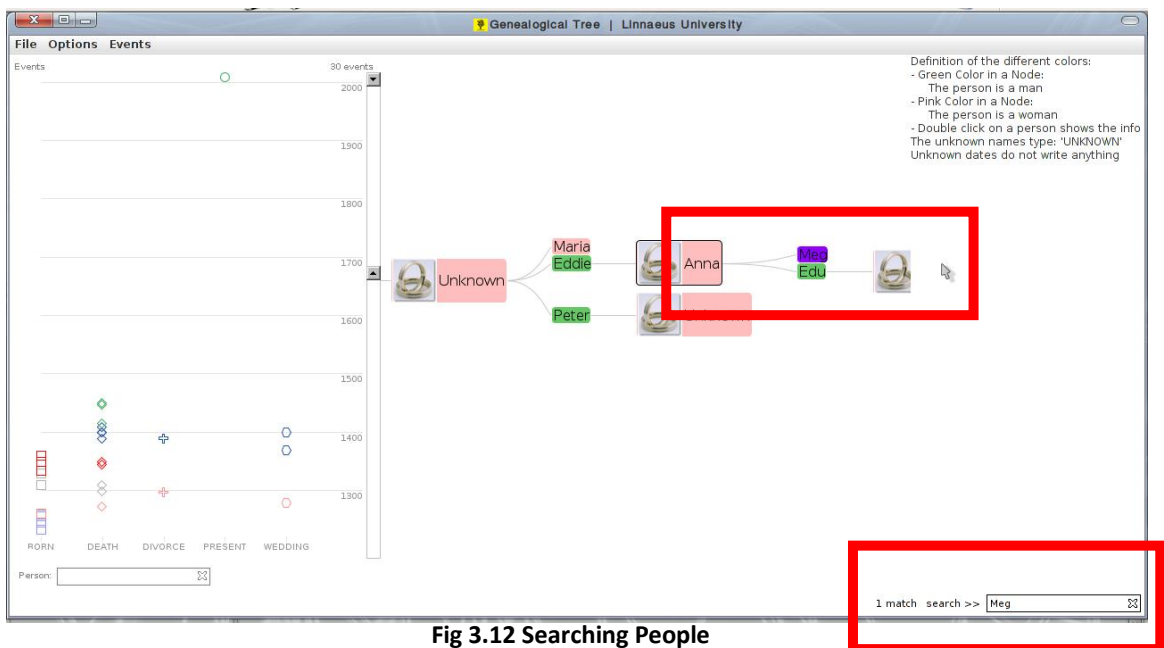 Genealogical Tree | Linnaeus University
File Options Events
Events
30 events
2000
1900
1800
1700
1600
1500
1400
1300
BORN DEATH DIVORCE PRESENT WEDDING
Person:
Definition of the different colors:
- Green Color in a Node:
The person is a man
- Pink Color in a Node:
The person is a woman
- Double click on a person shows the info
The unknown names type: 'UNKNOWN'
Unknown dates do not write anything
Unknown
Maria
Eddie
Peter
Anna
Unknown
Meg
Edu
1 match search >> Meg
Fig 3.12 Searching People